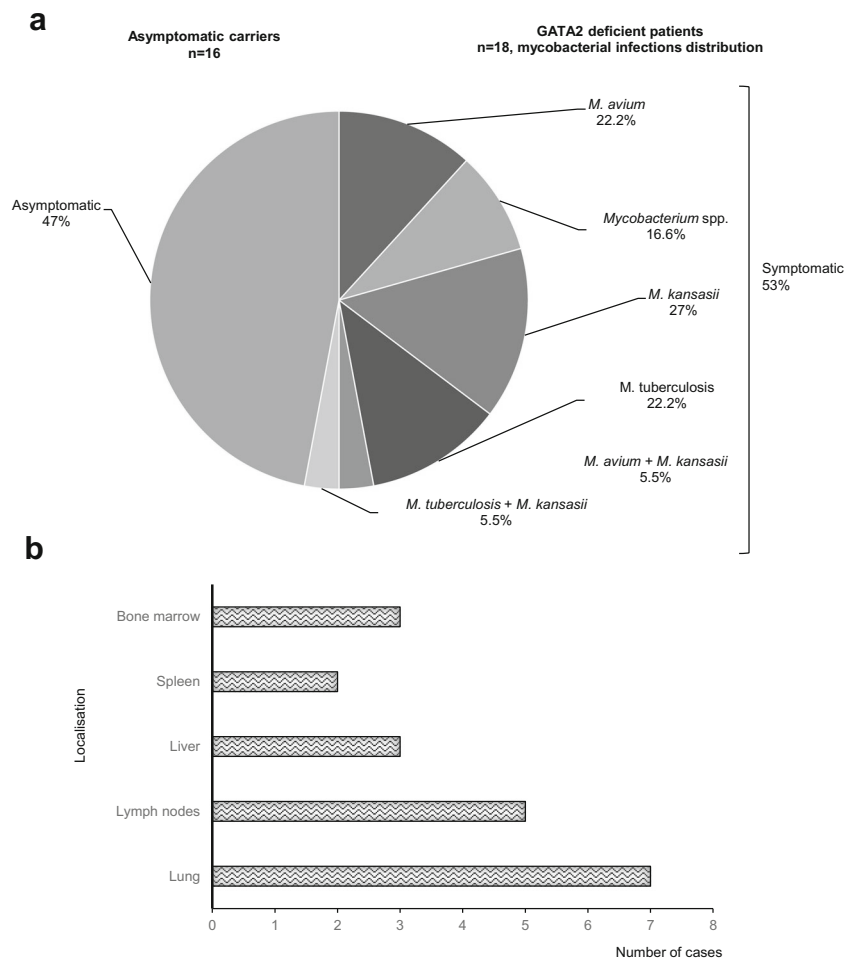 a
Asymptomatic carriers
n=16
GATA2 deficient patients
n=18, mycobacterial infections distribution
M. avium
22.2%
Asymptomatic
47%
Mycobacterium spp.
16.6%
Symptomatic
53%
M. kansasii
27%
M. tuberculosis
22.2%
M. avium + M. kansasii
5.5%
M. tuberculosis + M. kansasii
5.5%
b
Localisation
Bone marrow
Spleen
Liver
Lymph nodes
Lung
0 1 2 3 4 5 6 7 8
Number of cases